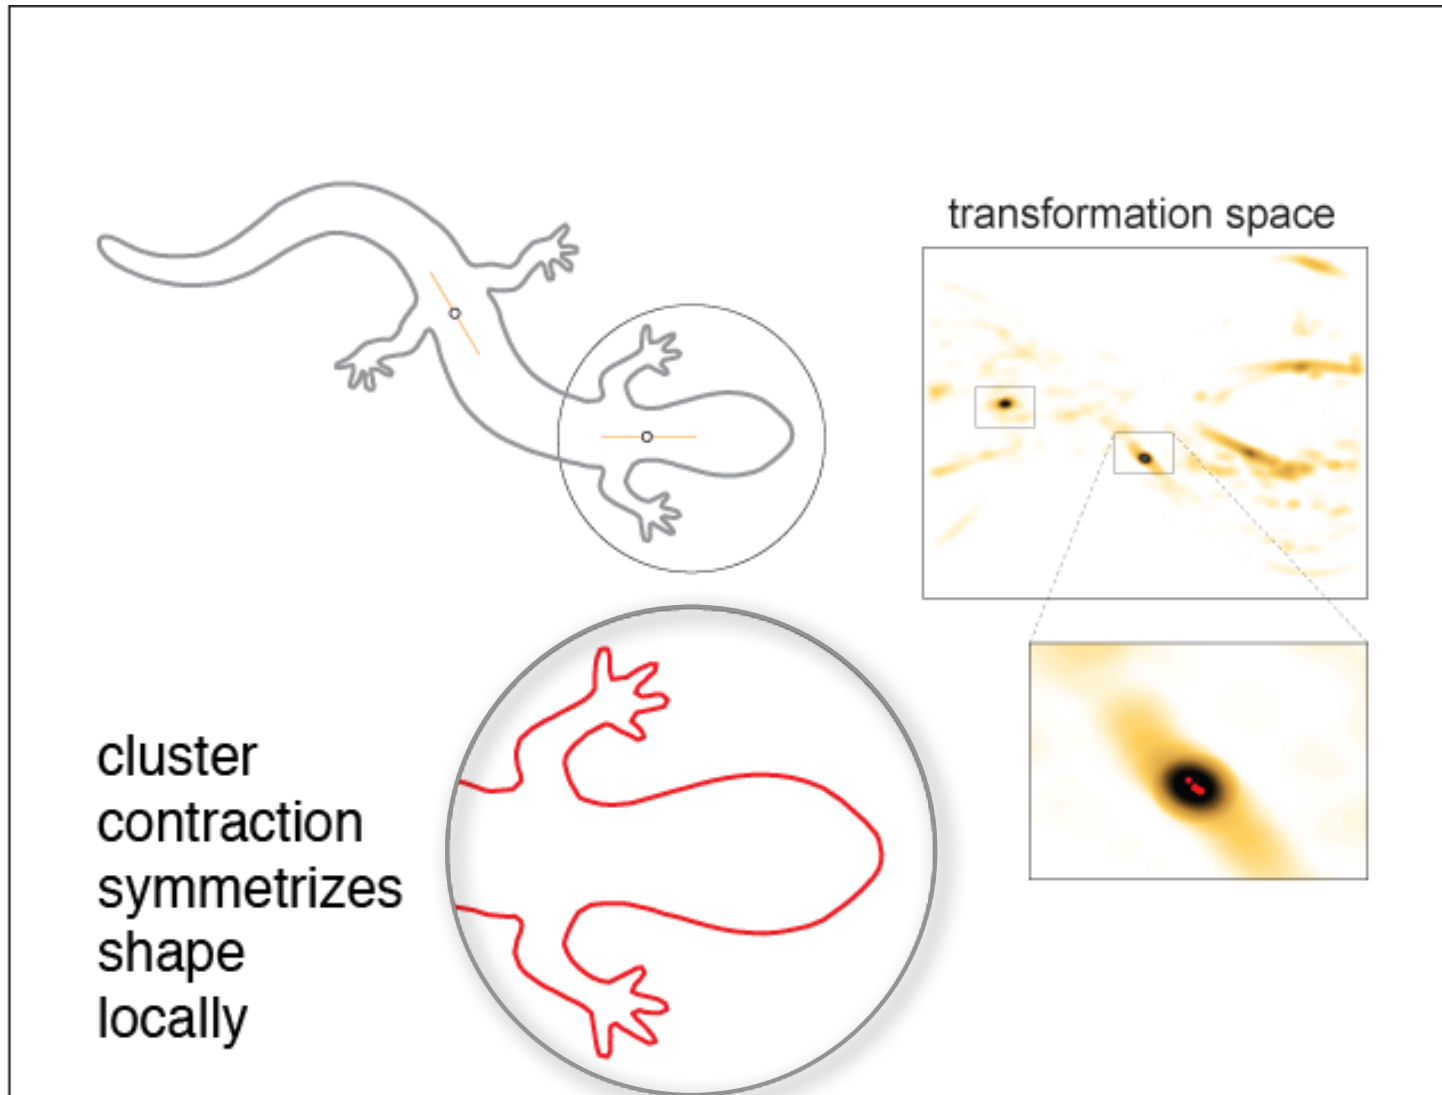 transformation space
cluster
contraction
symmetrizes
shape
locally